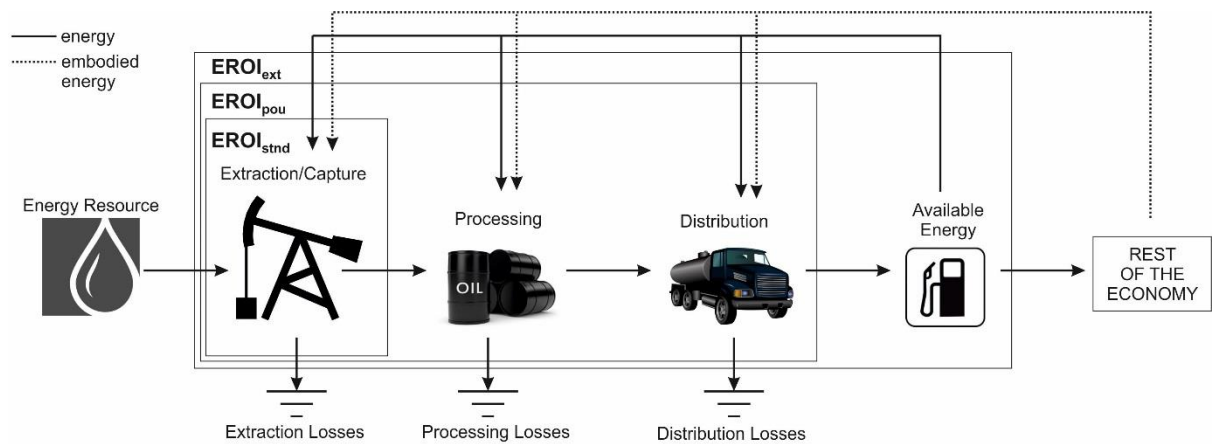 energy
embodied
energy
EROIext
EROIpou
EROIstnd
Extraction/Capture
Energy Resource
Processing
Distribution
Available
Energy
OIL
REST
OF THE
ECONOMY
Extraction Losses
Processing Losses
Distribution Losses